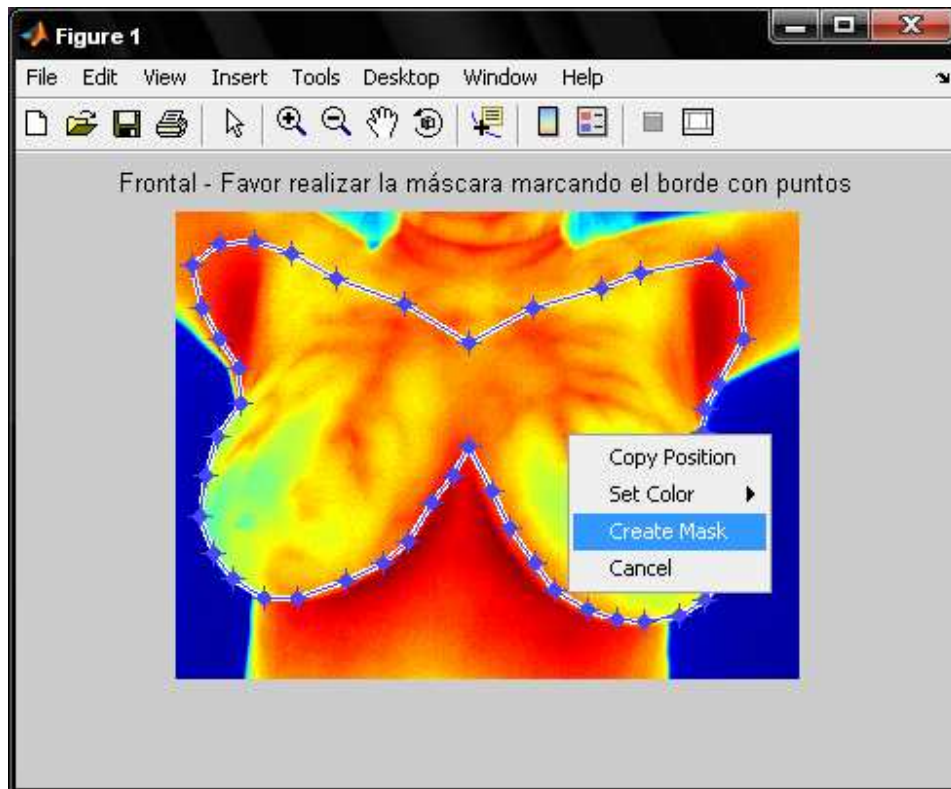 Figure 1
File Edit View Insert Tools Desktop Window Help
Frontal - Favor realizar la máscara marcando el borde con puntos
Copy Position
Set Color
Create Mask
Cancel